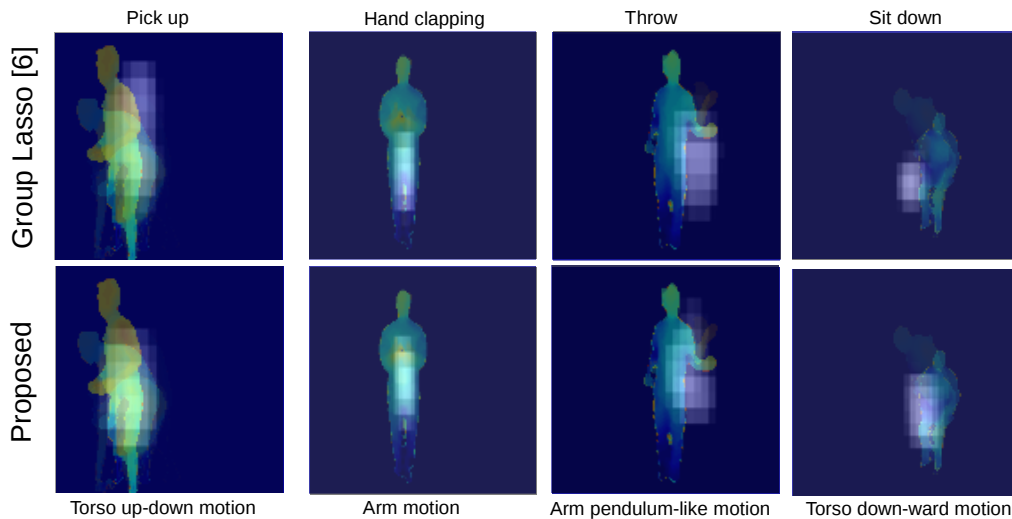 Pick up
Hand clapping
Throw
Sit down
Group Lasso [6]
Proposed
Torso up-down motion
Arm motion
Arm pendulum-like motion
Torso down-ward motion